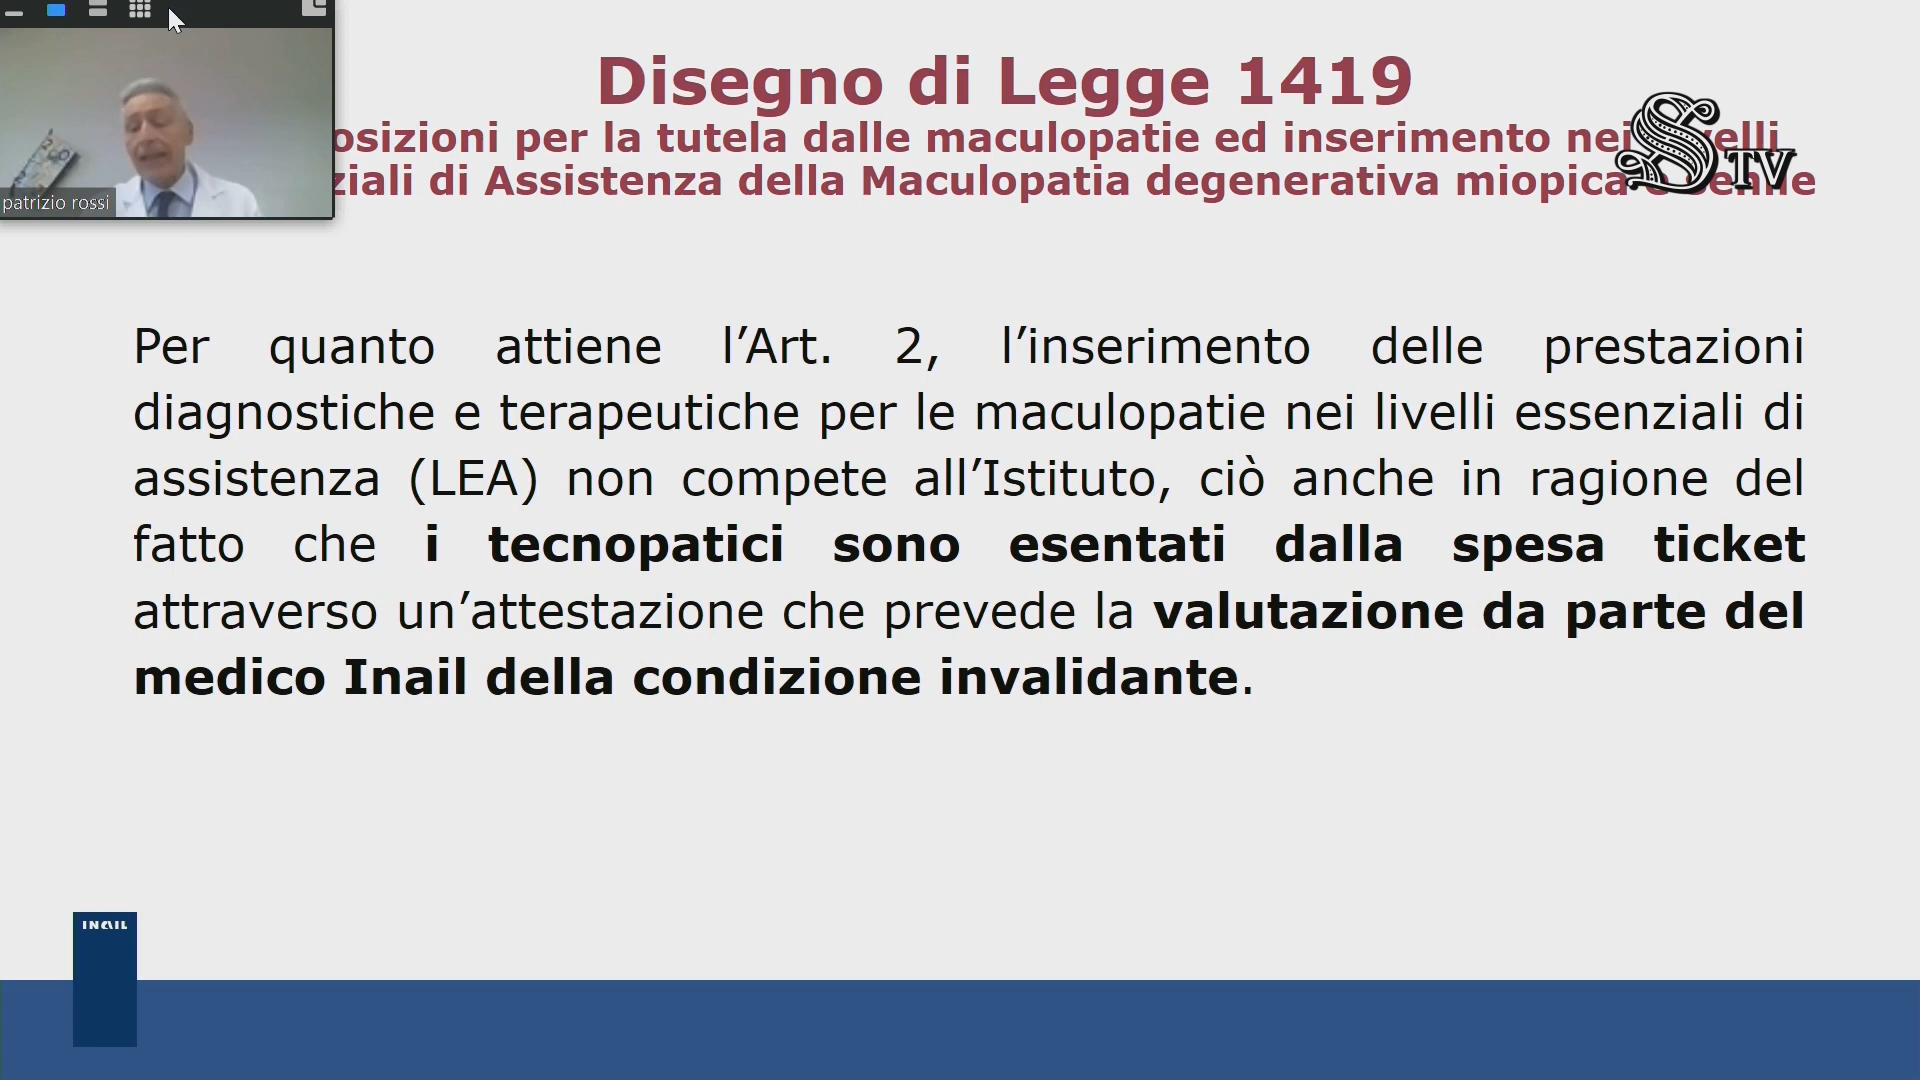 Disegno di Legge 1419
osizioni per la tutela dalle maculopatie ed inserimento nei velli
ziali di Assistenza della Maculopatia degenerativa miopica e senile
S TV
patrizio rossi
Per quanto attiene l’Art. 2, l’inserimento delle prestazioni
diagnostiche e terapeutiche per le maculopatie nei livelli essenziali di
assistenza (LEA) non compete all’Istituto, ciò anche in ragione del
fatto che i tecnopatici sono esentati dalla spesa ticket
attraverso un’attestazione che prevede la valutazione da parte del
medico Inail della condizione invalidante.
INAIL